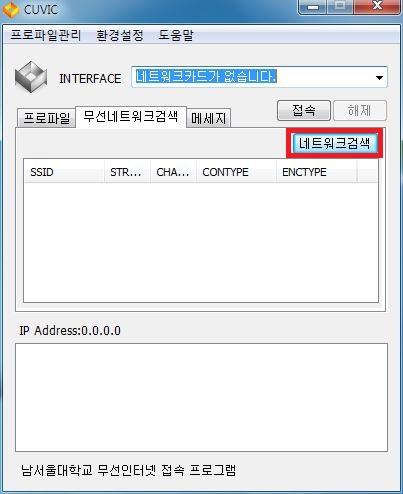 CUVIC
프로파일관리 환경설정 도움말
INTERFACE 네트워크카드가 없습니다.
접속 해제
프로파일 무선네트워크검색 메세지
네트워크검색
SSID STR... CHA... CONTYPE ENCTYPE
IP Address:0.0.0.0
남서울대학교 무선인터넷 접속 프로그램